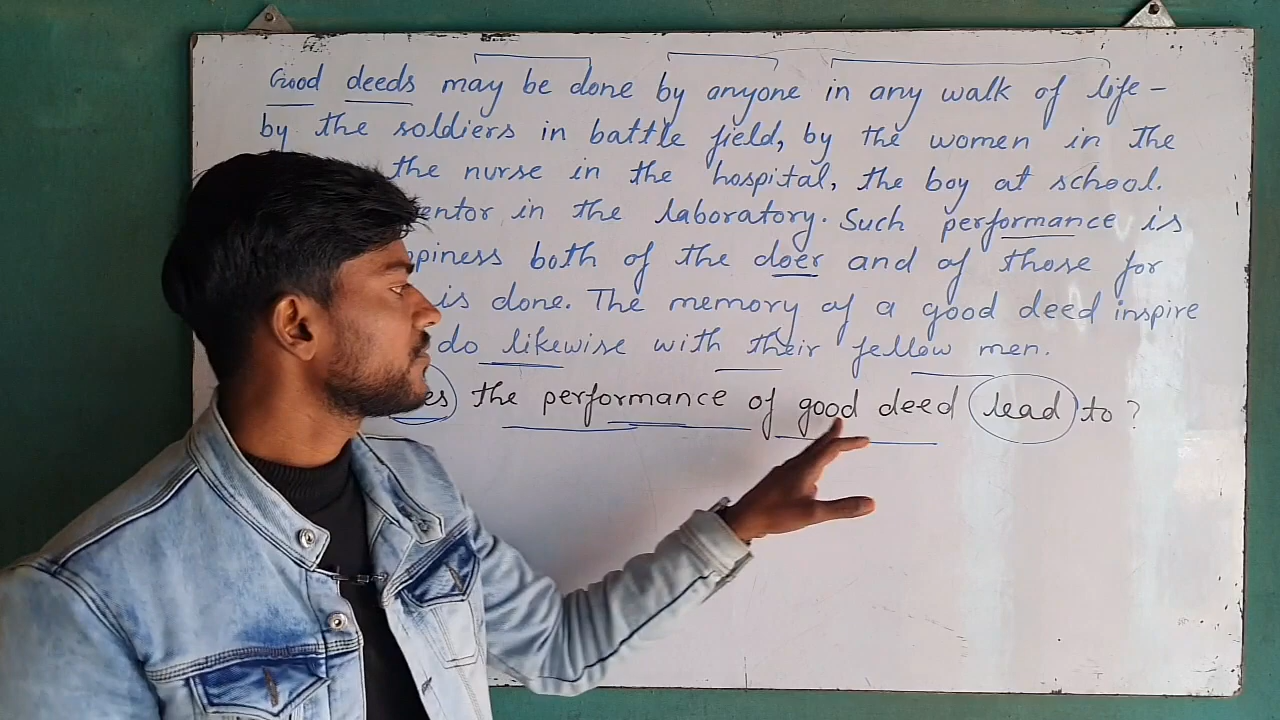 Good deeds may be done by anyone in any walk of life -
by the soldiers in battle field, by the women in the
the nurse in the hospital, the boy at school.
entor in the laboratory. Such performance is
ppiness both of the doer and of those for
is done. The memory of a good deed inspire
do likewise with their fellow men.
es the performance of good deed lead to ?